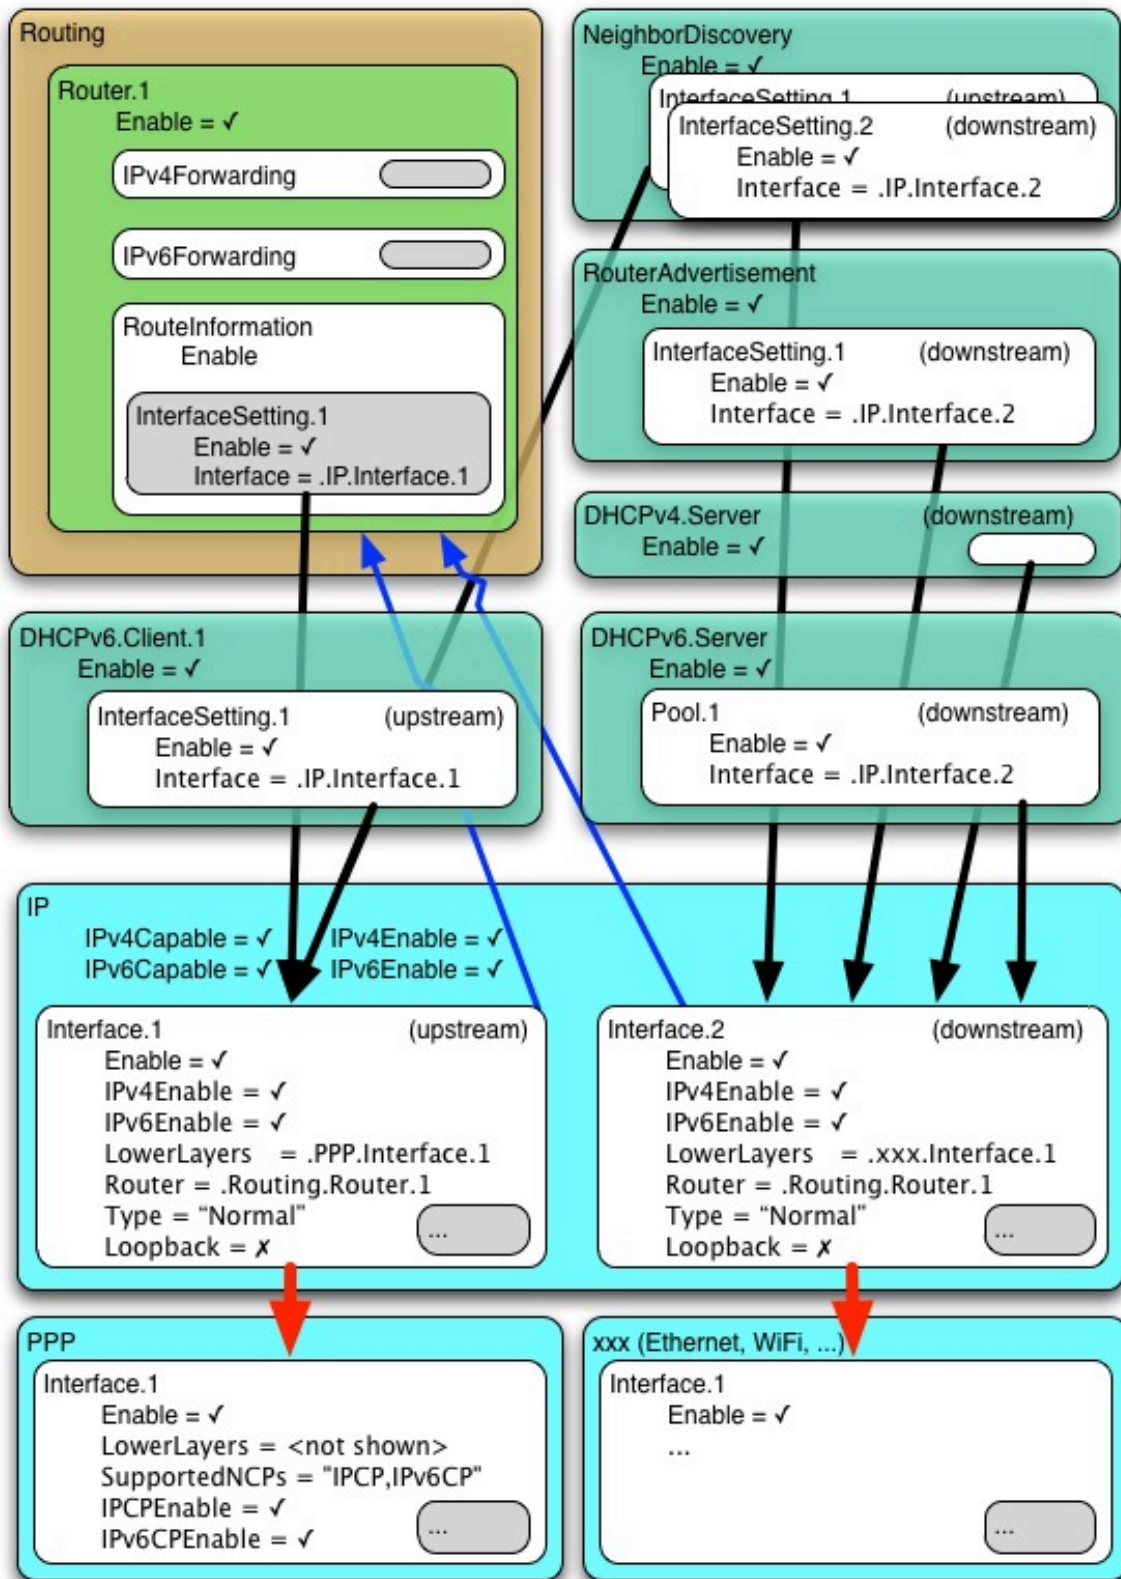 Routing
Router.1
Enable = ✓
IPv4Forwarding
IPv6Forwarding
RouteInformation
Enable
InterfaceSetting.1
Enable = ✓
Interface = .IP.Interface.1
NeighborDiscovery
Enable = ✓
InterfaceSetting.1 (upstream)
InterfaceSetting.2 (downstream)
Enable = ✓
Interface = .IP.Interface.2
RouterAdvertisement
Enable = ✓
InterfaceSetting.1 (downstream)
Enable = ✓
Interface = .IP.Interface.2
DHCPv4.Server (downstream)
Enable = ✓
DHCPv6.Client.1
Enable = ✓
InterfaceSetting.1 (upstream)
Enable = ✓
Interface = .IP.Interface.1
DHCPv6.Server
Enable = ✓
Pool.1 (downstream)
Enable = ✓
Interface = .IP.Interface.2
IP
IPv4Capable = ✓ IPv4Enable = ✓
IPv6Capable = ✓ IPv6Enable = ✓
Interface.1 (upstream)
Enable = ✓
IPv4Enable = ✓
IPv6Enable = ✓
LowerLayers = .PPP.Interface.1
Router = .Routing.Router.1
Type = “Normal”
Loopback = ✗
...
Interface.2 (downstream)
Enable = ✓
IPv4Enable = ✓
IPv6Enable = ✓
LowerLayers = .xxx.Interface.1
Router = .Routing.Router.1
Type = “Normal”
Loopback = ✗
...
PPP
Interface.1
Enable = ✓
LowerLayers = <not shown>
SupportedNCPs = "IPCP,IPv6CP"
IPCPEnable = ✓
IPv6CPEnable = ✓
...
xxx (Ethernet, WiFi, ...)
Interface.1
Enable = ✓
...
...